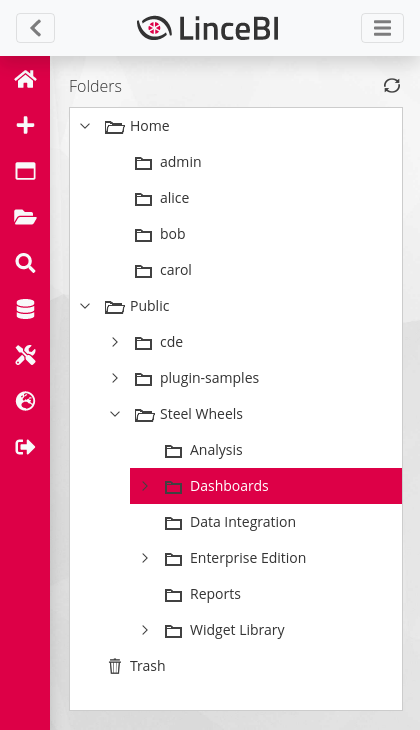 LinceBI
Folders
Home
admin
alice
bob
carol
Public
cde
plugin-samples
Steel Wheels
Analysis
Dashboards
Data Integration
Enterprise Edition
Reports
Widget Library
Trash